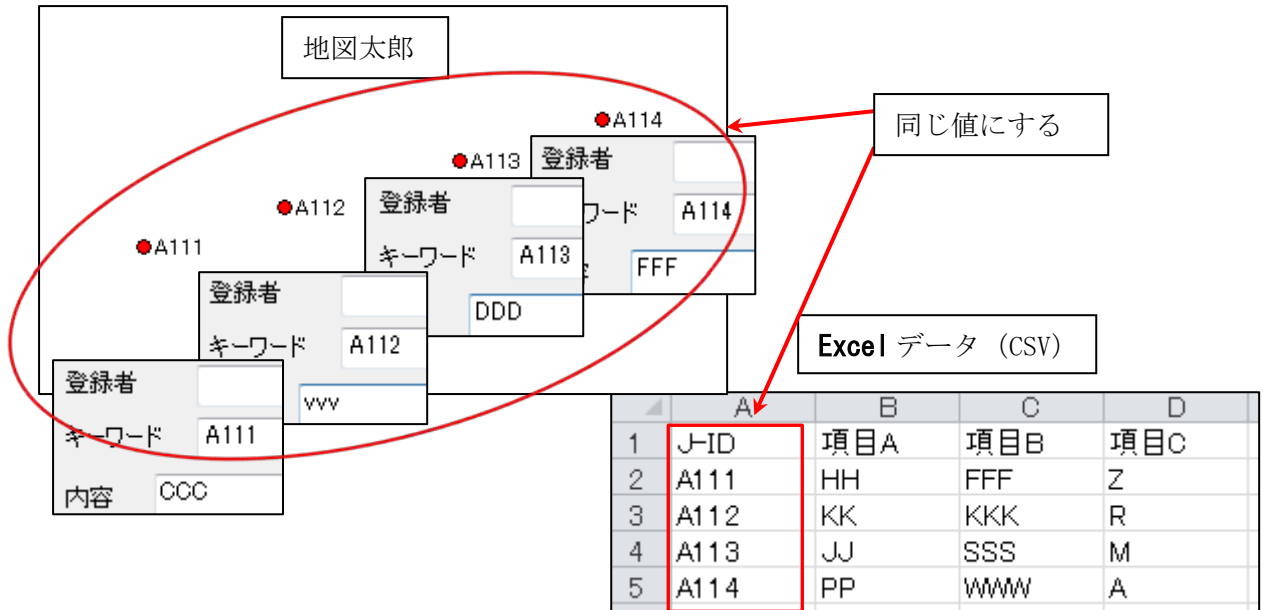 地図太郎
同じ値にする
●A114
登録者
ワード A114
FFF
●A113
登録者
キーワード A113
DDD
●A112
登録者
キーワード A112
vvv
●A111
登録者
キーワード A111
内容 CCC
Excel データ (CSV)
A B C D
1 J-ID 項目A 項目B 項目C
2 A111 HH FFF Z
3 A112 KK KKK R
4 A113 JJ SSS M
5 A114 PP WWW A